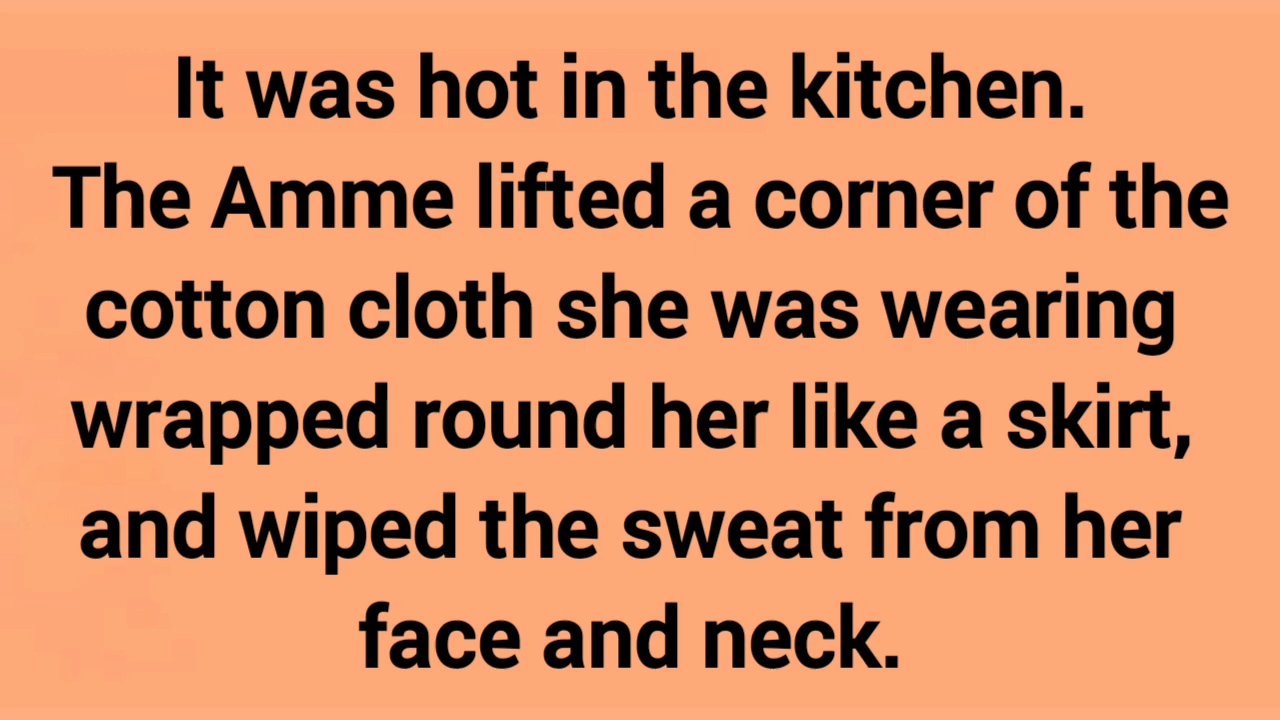 It was hot in the kitchen.
The Amme lifted a corner of the
cotton cloth she was wearing
wrapped round her like a skirt,
and wiped the sweat from her
face and neck.